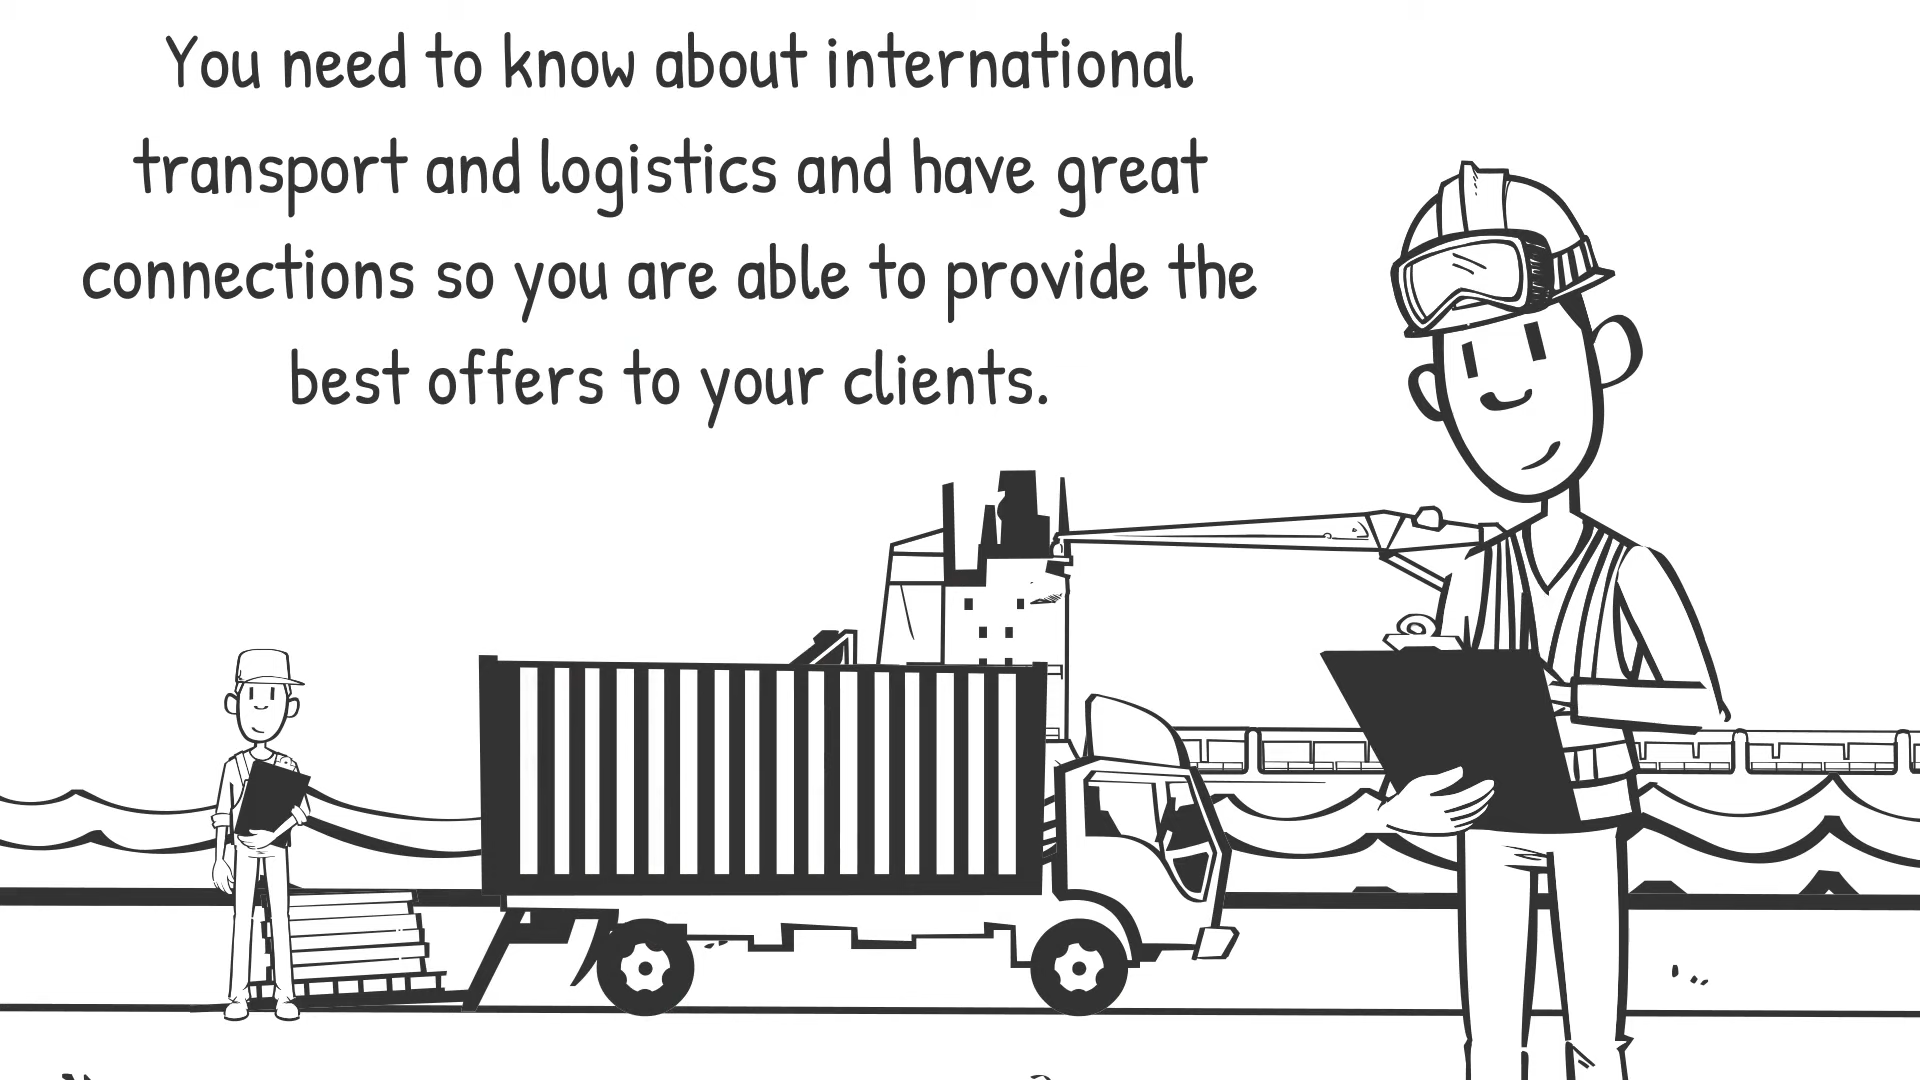 You need to know about international
transport and logistics and have great
connections so you are able to provide the
best offers to your clients.